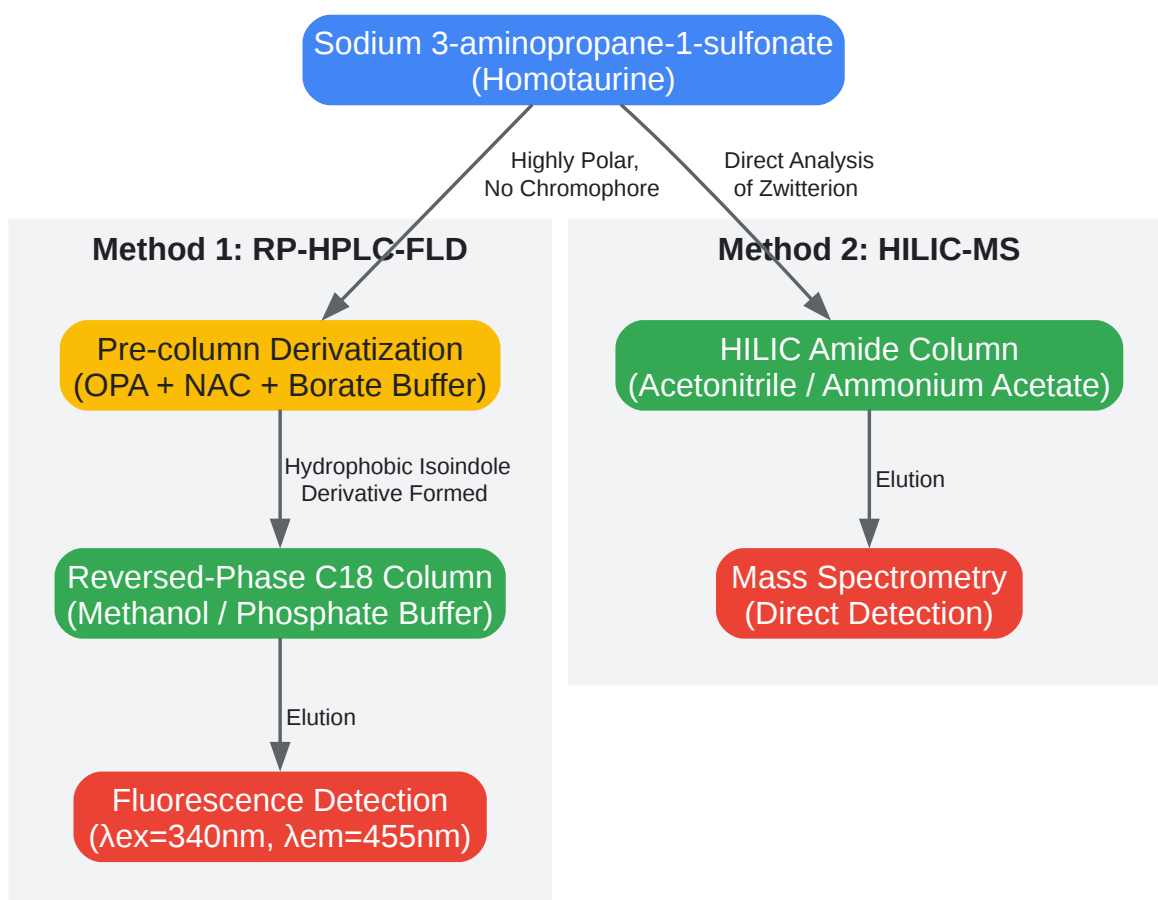 Sodium 3-aminopropane-1-sulfonate
(Homotaurine)
Highly Polar,
No Chromophore
Direct Analysis
of Zwitterion
Method 1: RP-HPLC-FLD
Pre-column Derivatization
(OPA + NAC + Borate Buffer)
Hydrophobic Isoindole
Derivative Formed
Reversed-Phase C18 Column
(Methanol / Phosphate Buffer)
Elution
Fluorescence Detection
(λex=340nm, λem=455nm)
Method 2: HILIC-MS
HILIC Amide Column
(Acetonitrile / Ammonium Acetate)
Elution
Mass Spectrometry
(Direct Detection)